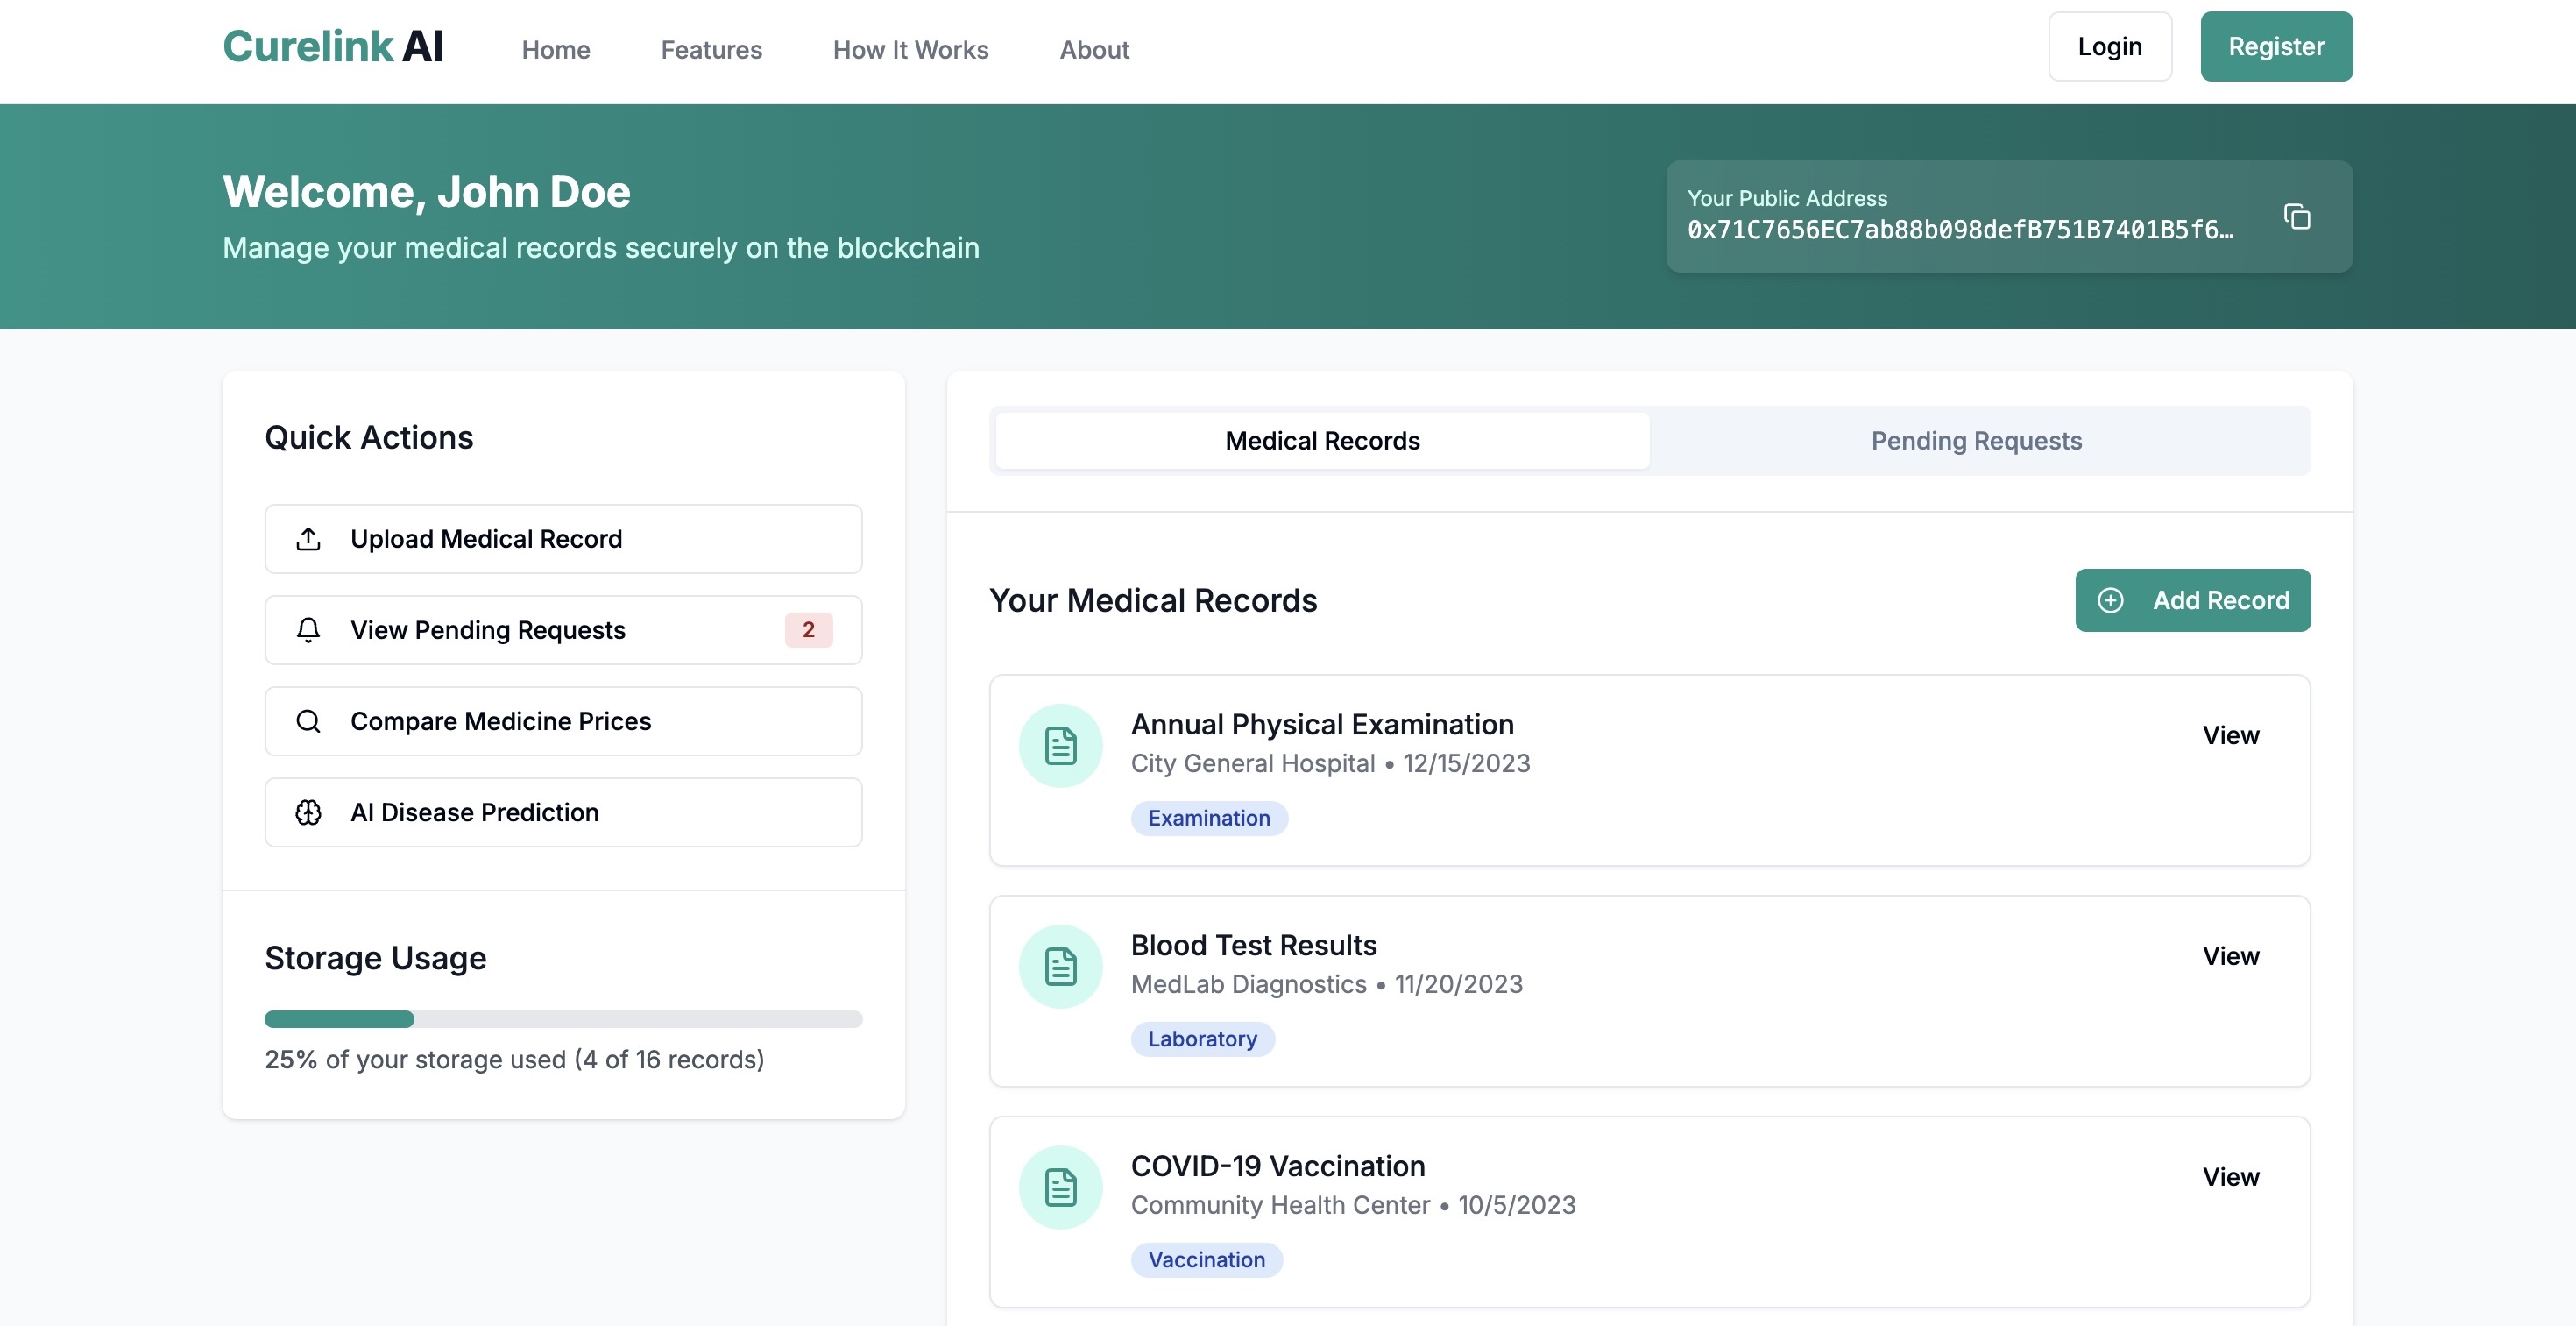 Curelink AI
Home
Features
How It Works
About
Login
Register
Welcome, John Doe
Manage your medical records securely on the blockchain
Your Public Address
0x71C7656EC7ab88b098defB751B7401B5f6…
Quick Actions
Upload Medical Record
View Pending Requests
2
Compare Medicine Prices
AI Disease Prediction
Storage Usage
25% of your storage used (4 of 16 records)
Medical Records
Pending Requests
Your Medical Records
Add Record
Annual Physical Examination
City General Hospital • 12/15/2023
Examination
View
Blood Test Results
MedLab Diagnostics • 11/20/2023
Laboratory
View
COVID-19 Vaccination
Community Health Center • 10/5/2023
Vaccination
View